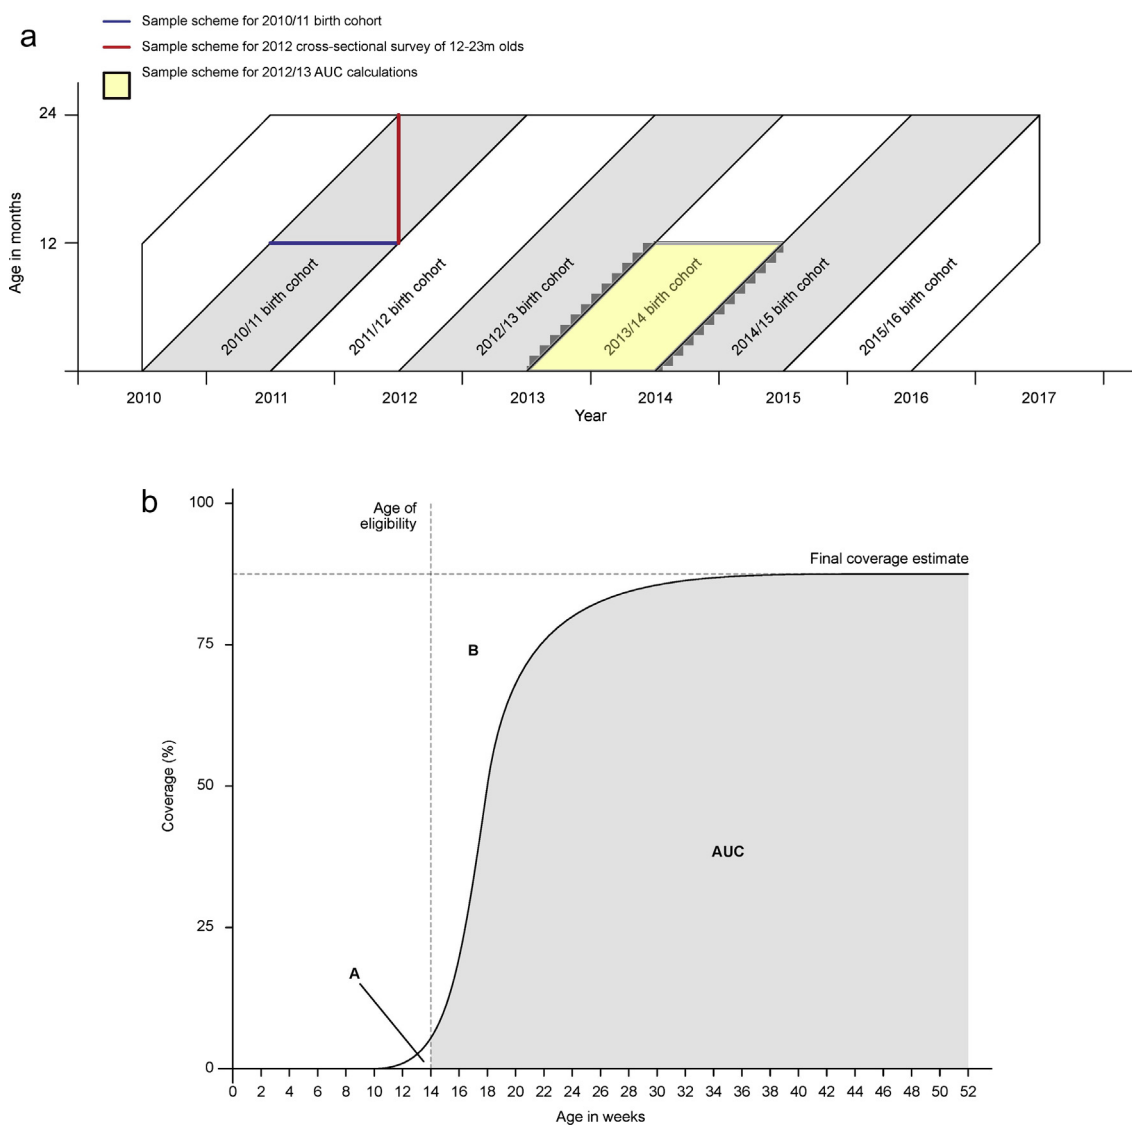 a
Sample scheme for 2010/11 birth cohort
Sample scheme for 2012 cross-sectional survey of 12-23m olds
Sample scheme for 2012/13 AUC calculations
24
12
Age in months
2010/11 birth cohort
2011/12 birth cohort
2012/13 birth cohort
2013/14 birth cohort
2014/15 birth cohort
2015/16 birth cohort
2010 2011 2012 2013 2014 2015 2016 2017
Year
b
100
75
50
25
0
Coverage (%)
Age of
eligibility
Final coverage estimate
B
AUC
A
0 2 4 6 8 10 12 14 16 18 20 22 24 26 28 30 32 34 36 38 40 42 44 46 48 50 52
Age in weeks